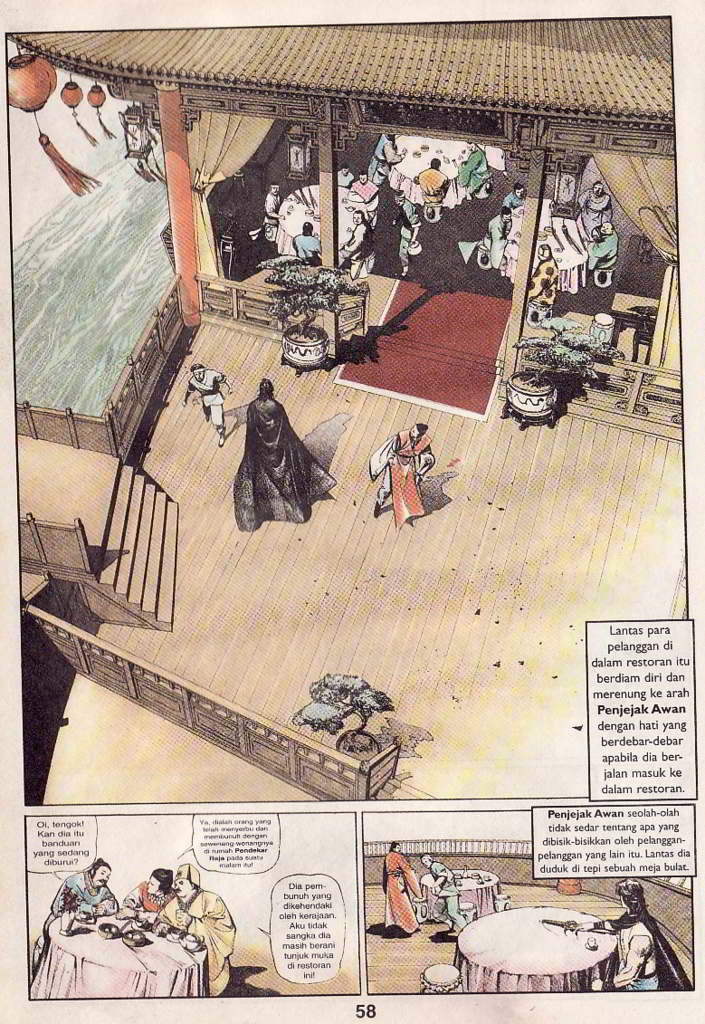 Lantas para
pelanggan di
dalam restoran itu
berdiam diri dan
merenung ke arah
Penjejak Awan
dengan hati yang
berdebar-debar
apabila dia ber-
jalan masuk ke
dalam restoran.
Oi, tengok!
Kan dia itu
banduan
yang sedang
diburui?
Ya, dialah orang yang
telah menyerbu dan
membunuh dengan
sewenang-wenangnya
di rumah Pendekar
Raja pada suatu
malam itu!
Dia pem-
bunuh yang
dikehendaki
oleh kerajaan.
Aku tidak
sangka dia
masih berani
tunjuk muka
di restoran
ini!
Penjejak Awan seolah-olah
tidak sedar tentang apa yang
dibisik-bisikkan oleh pelanggan-
pelanggan yang lain itu. Lantas dia
duduk di tepi sebuah meja bulat.
58